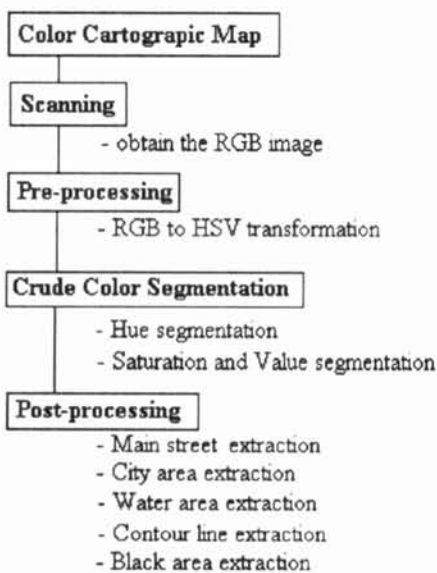 Color Cartograpic Map
Scanning
- obtain the RGB image
Pre-processing
- RGB to HSV transformation
Crude Color Segmentation
- Hue segmentation
- Saturation and Value segmentation
Post-processing
- Main street extraction
- City area extraction
- Water area extraction
- Contour line extraction
- Black area extraction